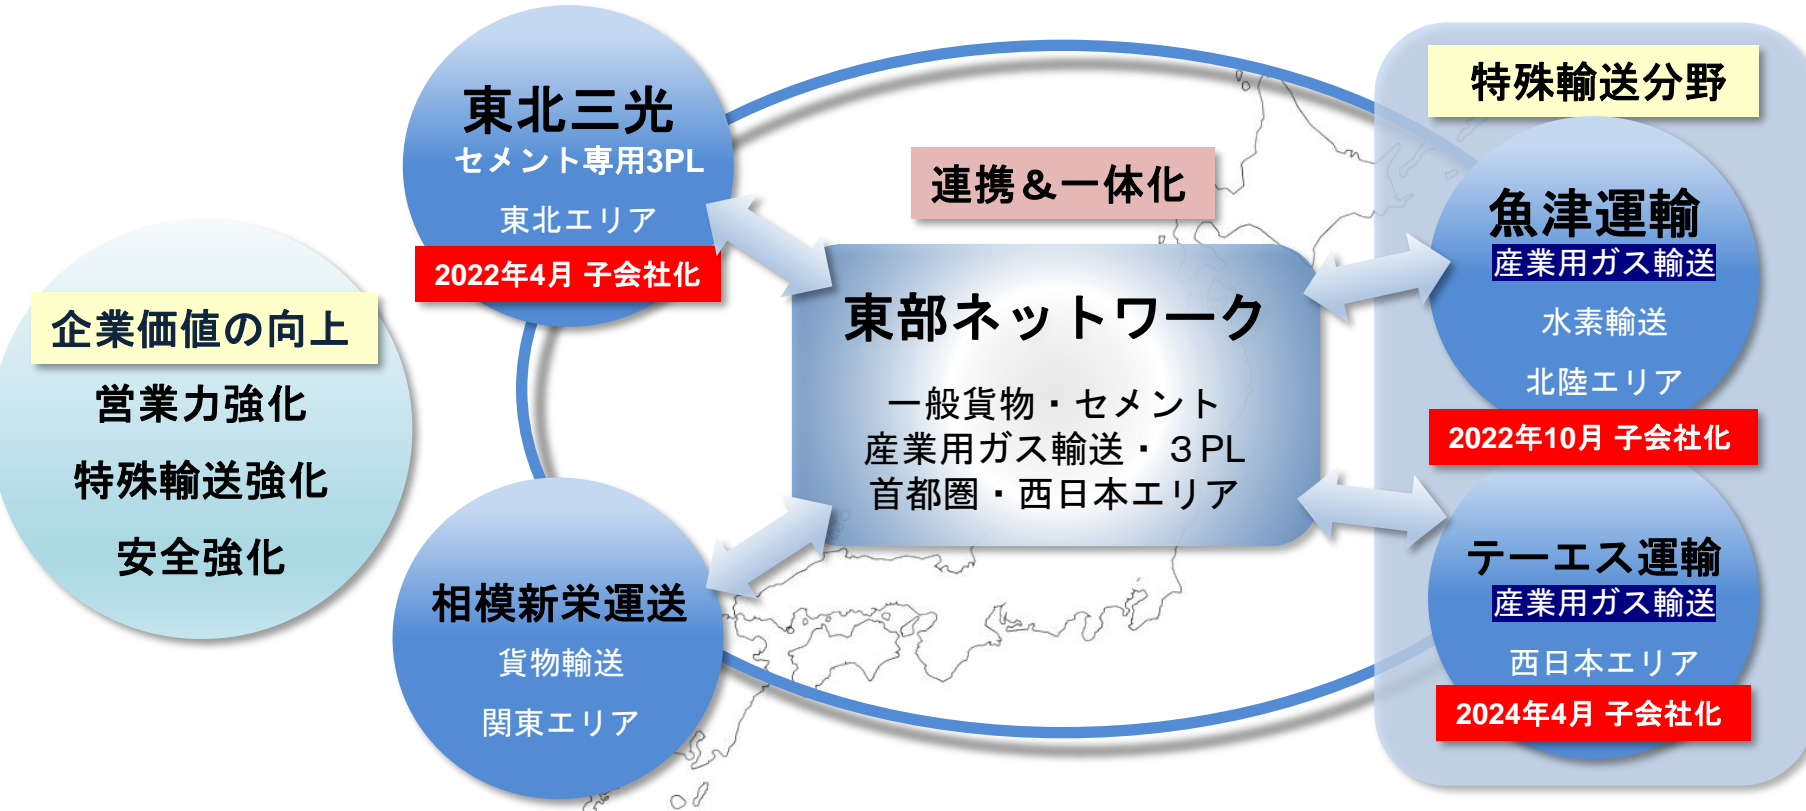 企業価値の向上
営業力強化
特殊輸送強化
安全強化
東北三光
セメント専用3PL
東北エリア
2022年4月 子会社化
相模新栄運送
貨物輸送
関東エリア
連携＆一体化
東部ネットワーク
一般貨物・セメント
産業用ガス輸送・３PL
首都圏・西日本エリア
特殊輸送分野
魚津運輸
産業用ガス輸送
水素輸送
北陸エリア
2022年10月 子会社化
テーエス運輸
産業用ガス輸送
西日本エリア
2024年4月 子会社化